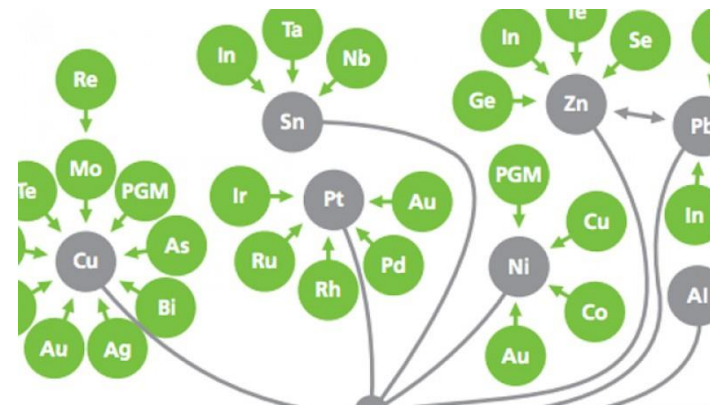 Ta
In
Nb
Sn
Re
Mo
Te
PGM
As
Cu
Bi
Au
Ag
Ir
Pt
Au
Ru
Rh
Pd
In
Te
Se
Ge
Zn
Pb
PGM
Cu
Ni
Co
Au
In
Al